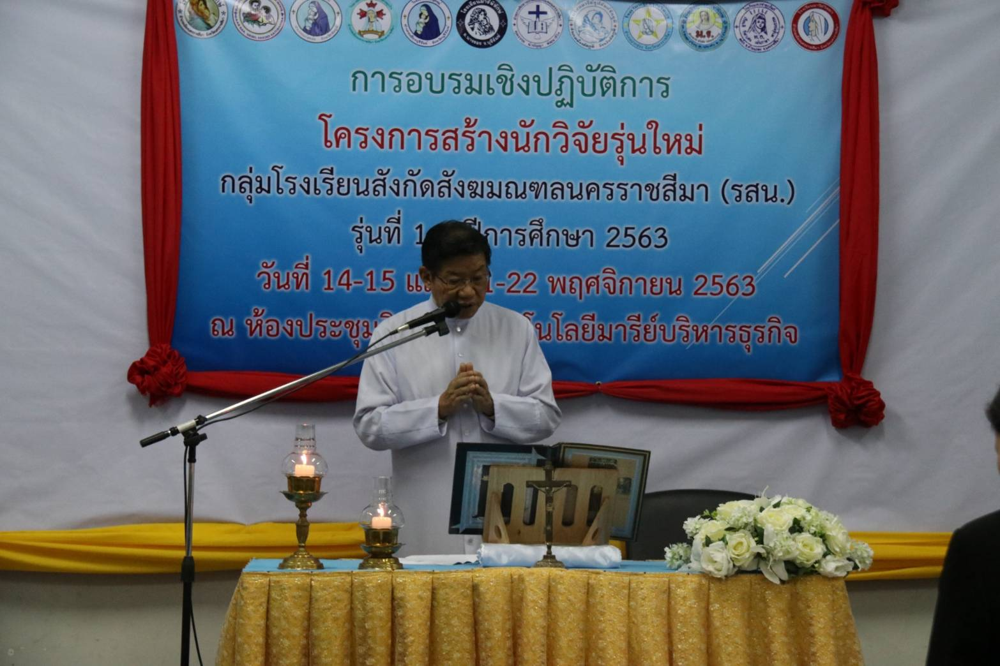 การอบรมเชิงปฏิบัติการ
โครงการสร้างนักวิจัยรุ่นใหม่
กลุ่มโรงเรียนสังกัดสังฆมณฑลนครราชสีมา (รสน.)
รุ่นที่ 1 ปีการศึกษา 2563
วันที่ 14-15 แ 1-22 พฤศจิกายน 2563
ณ ห้องประชุม โนโลยีมารีย์บริหารธุรกิจ